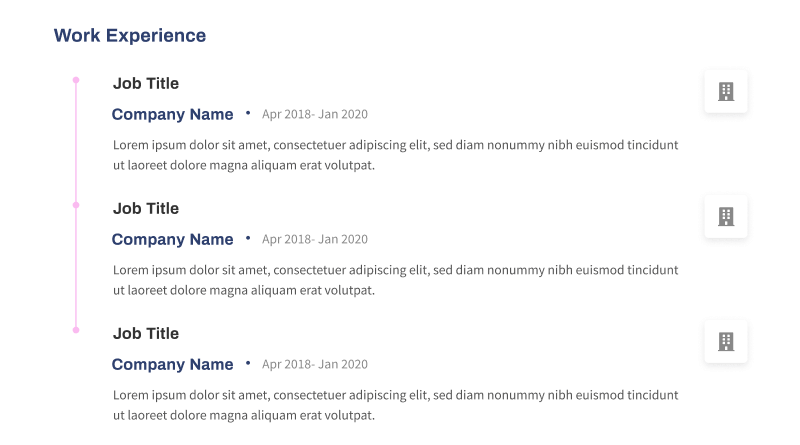 Work Experience
Job Title
Company Name • Apr 2018- Jan 2020
Lorem ipsum dolor sit amet, consectetuer adipiscing elit, sed diam nonummy nibh euismod tincidunt
ut laoreet dolore magna aliquam erat volutpat.
Job Title
Company Name • Apr 2018- Jan 2020
Lorem ipsum dolor sit amet, consectetuer adipiscing elit, sed diam nonummy nibh euismod tincidunt
ut laoreet dolore magna aliquam erat volutpat.
Job Title
Company Name • Apr 2018- Jan 2020
Lorem ipsum dolor sit amet, consectetuer adipiscing elit, sed diam nonummy nibh euismod tincidunt
ut laoreet dolore magna aliquam erat volutpat.